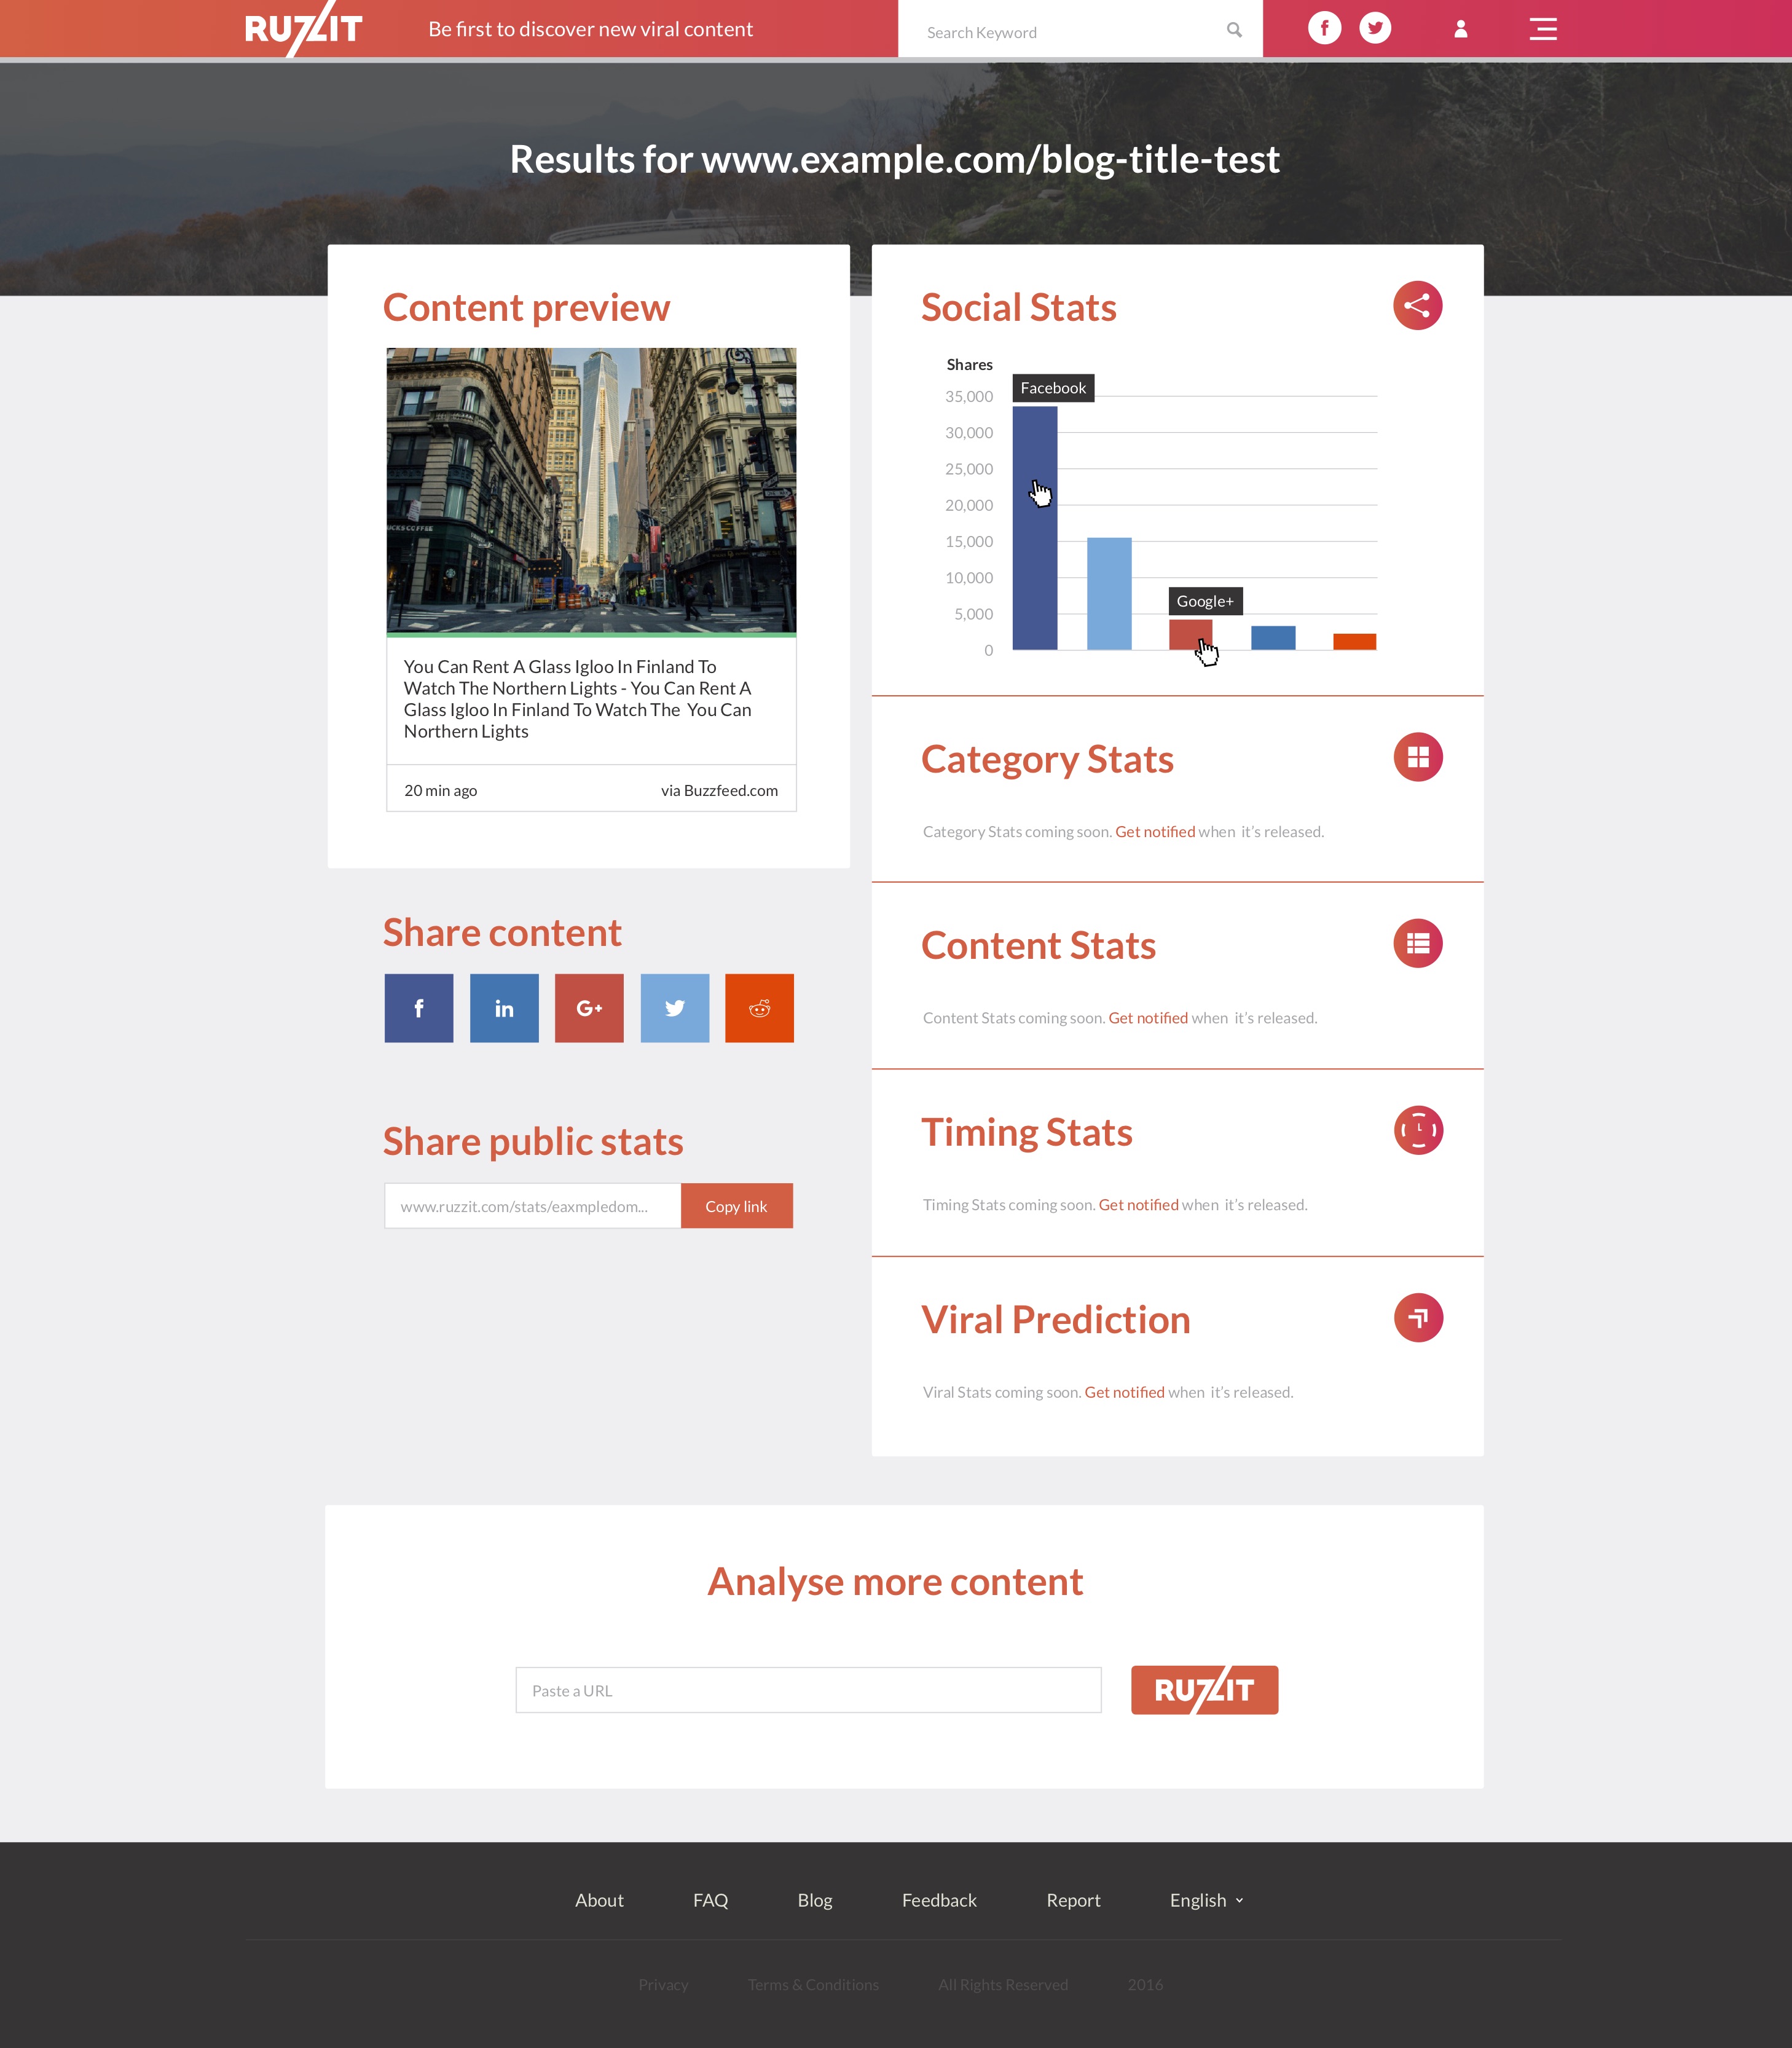 RUZZIT
Be first to discover new viral content
Search Keyword
Results for www.example.com/blog-title-test
Content preview
You Can Rent A Glass Igloo In Finland To
Watch The Northern Lights - You Can Rent A
Glass Igloo In Finland To Watch The You Can
Northern Lights
20 min ago
via Buzzfeed.com
Share content
f
in
G+
Share public stats
www.ruzzit.com/stats/eaxmpledom...
Copy link
Social Stats
Shares
Facebook
35,000
30,000
25,000
20,000
15,000
10,000
Google+
5,000
0
Category Stats
Category Stats coming soon. Get notified when it's released.
Content Stats
Content Stats coming soon. Get notified when it's released.
Timing Stats
Timing Stats coming soon. Get notified when it's released.
Viral Prediction
Viral Stats coming soon. Get notified when it's released.
Analyse more content
Paste a URL
RUZZIT
About FAQ Blog Feedback Report English
Privacy Terms & Conditions All Rights Reserved 2016